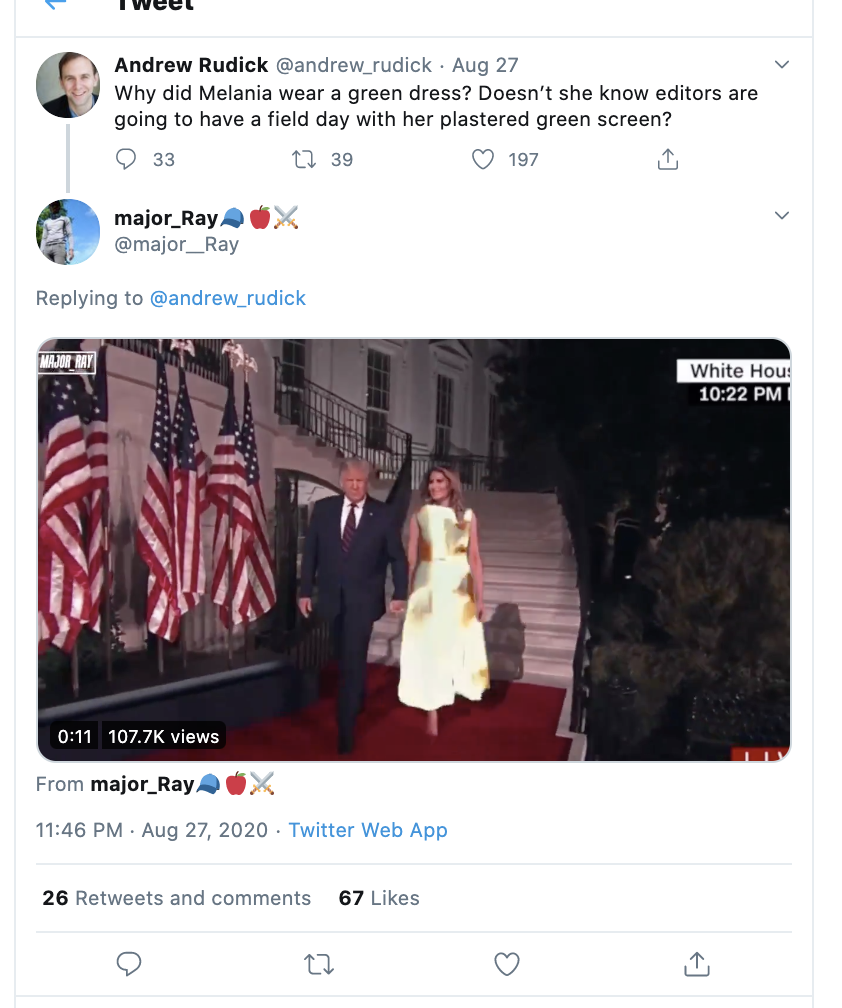 Tweet
Andrew Rudick @andrew_rudick · Aug 27
Why did Melania wear a green dress? Doesn’t she know editors are
going to have a field day with her plastered green screen?
33 39 197
major_Ray🧢🍎⚔️
@major__Ray
Replying to @andrew_rudick
MAJOR_RAY
White Hou
10:22 PM
0:11 107.7K views
From major_Ray🧢🍎⚔️
11:46 PM · Aug 27, 2020 · Twitter Web App
26 Retweets and comments 67 Likes